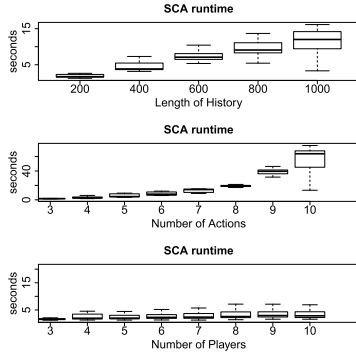 SCA runtime
15
5
seconds
200 400 600 800 1000
Length of History
SCA runtime
40
0
seconds
3 4 5 6 7 8 9 10
Number of Actions
SCA runtime
15
5
seconds
3 4 5 6 7 8 9 10
Number of Players